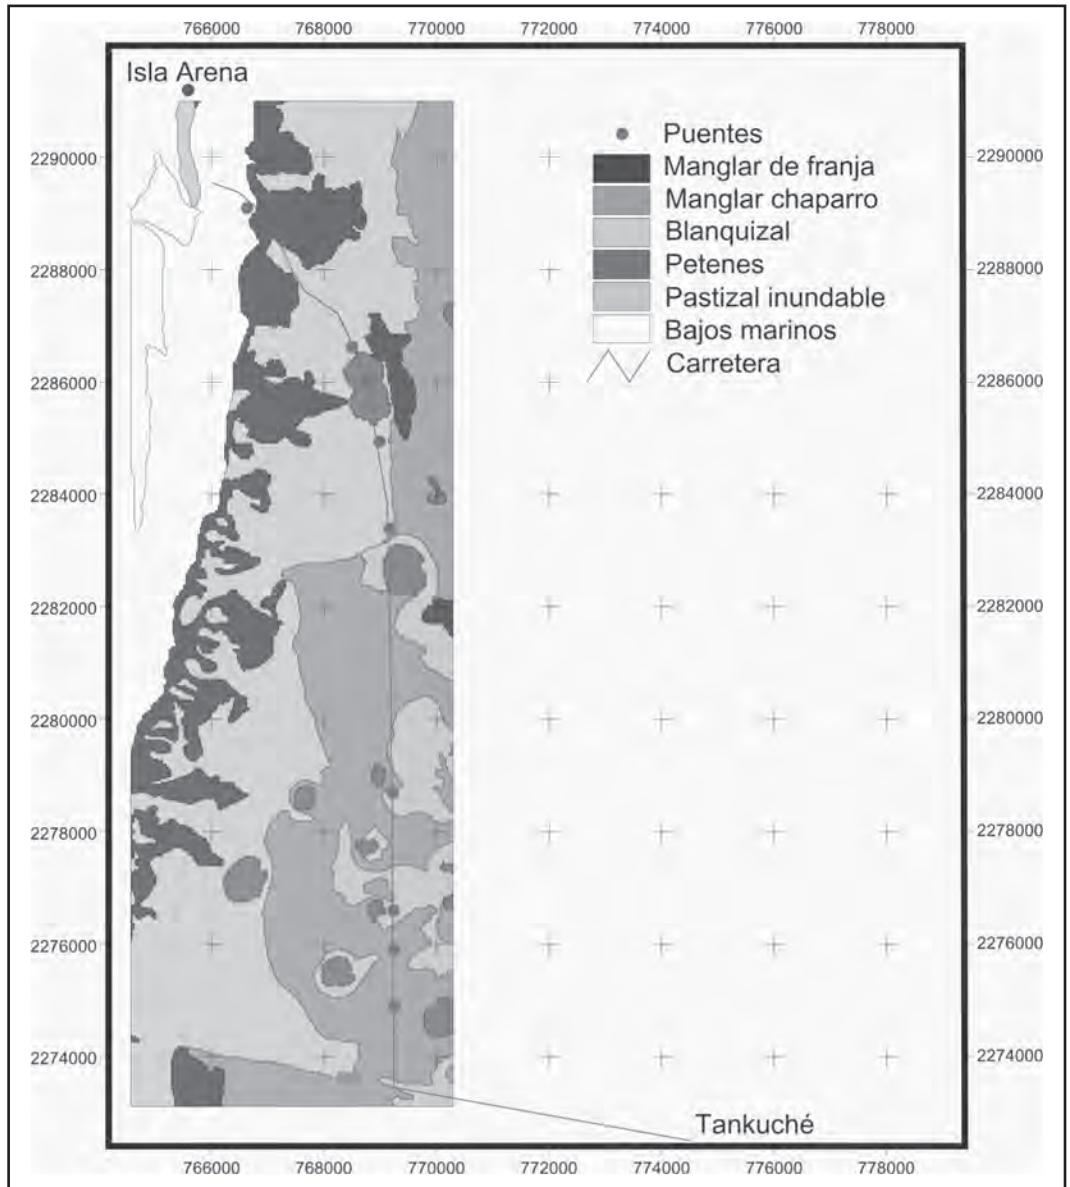 766000 768000 770000 772000 774000 776000 778000
Isla Arena
Puentes
Manglar de franja
Manglar chaparro
Blanquizal
Petenes
Pastizal inundable
Bajos marinos
Carretera
2290000 2290000
2288000 2288000
2286000 2286000
2284000 2284000
2282000 2282000
2280000 2280000
2278000 2278000
2276000 2276000
2274000 2274000
Tankuché
766000 768000 770000 772000 774000 776000 778000